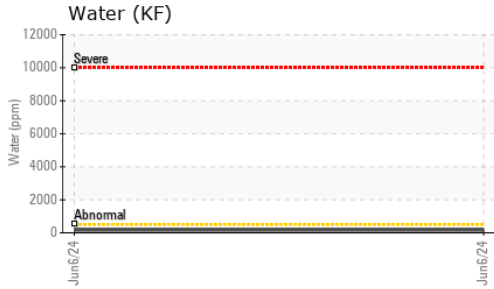 Water (KF)
12000
Severe
10000
8000
Water (ppm)
6000
4000
2000
Abnormal
0
Jun6/24
Jun6/24